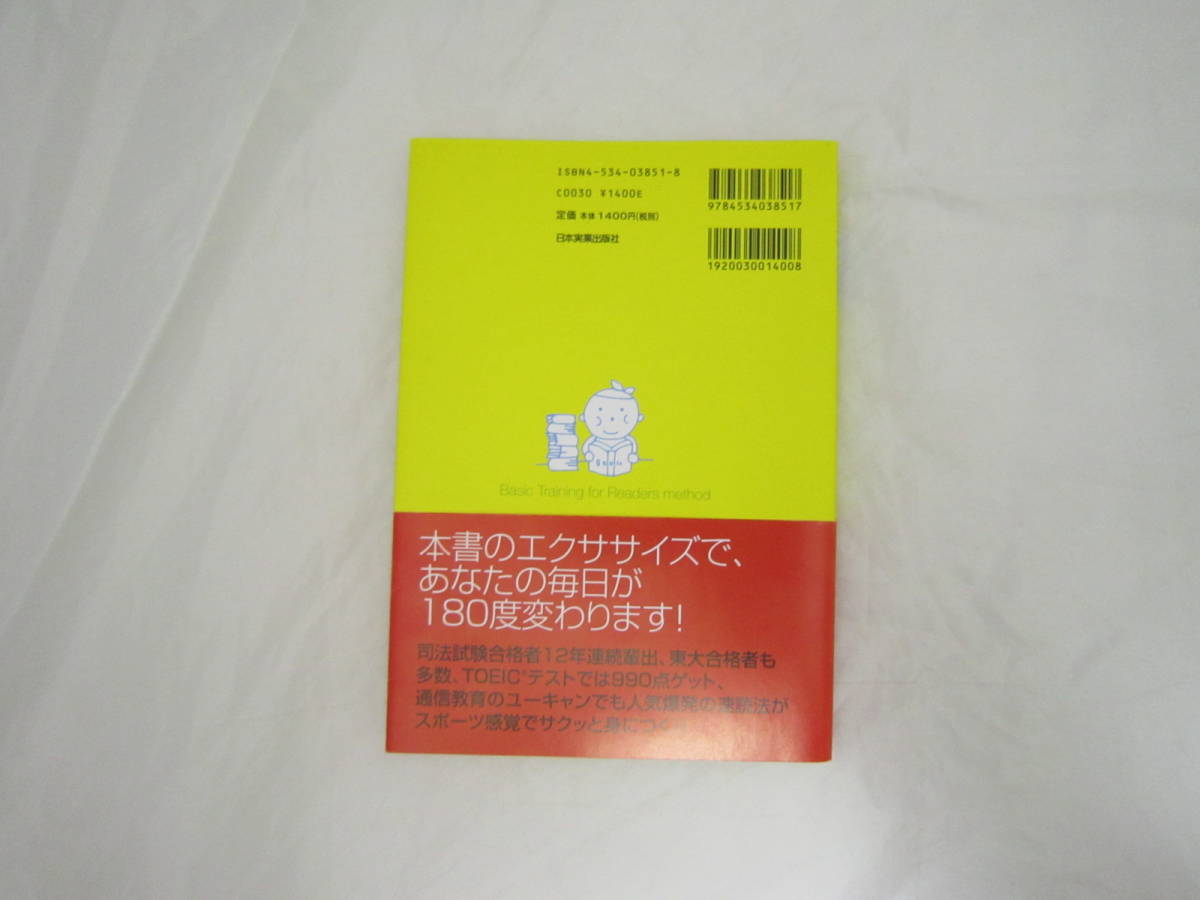 ISBN4-534-03851-8
C0030 ¥1400E
定価 本体1400円(税別)
日本実業出版社
9784534038517
1920030014008
Basic Training for Readers method
本書のエクササイズで、
あなたの毎日が
180度変わります!
司法試験合格者12年連続輩出、東大合格者も
多数、TOEIC®テストでは990点ゲット、
通信教育のユーキャンでも人気爆発の速読法が
スポーツ感覚でサクッと身につく